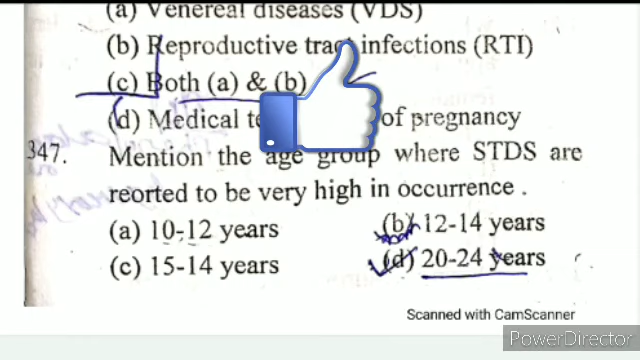 (a) Venereal diseases (VDS)
(b) Reproductive tract infections (RTI)
(c) Both (a) & (b)
(d) Medical of pregnancy
347. Mention the age group where STDS are
reorted to be very high in occurrence .
(a) 10-12 years (b) 12-14 years
(c) 15-14 years (d) 20-24 years
Scanned with CamScanner
PowerDirector